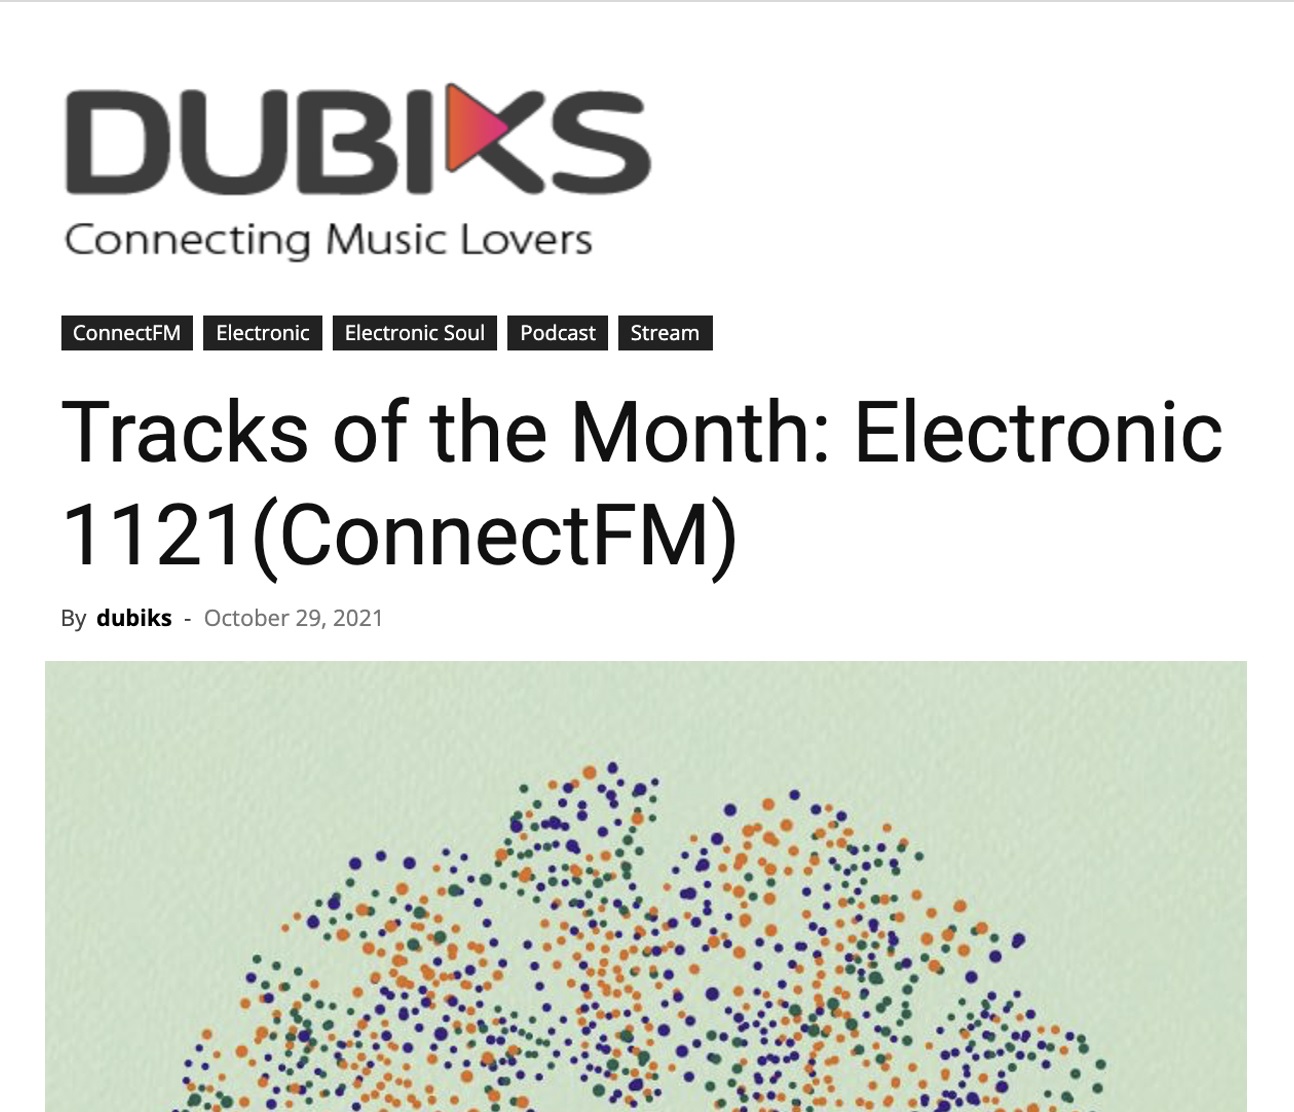 DUBIKS
Connecting Music Lovers
ConnectFM Electronic Electronic Soul Podcast Stream
Tracks of the Month: Electronic
1121(ConnectFM)
By dubiks - October 29, 2021